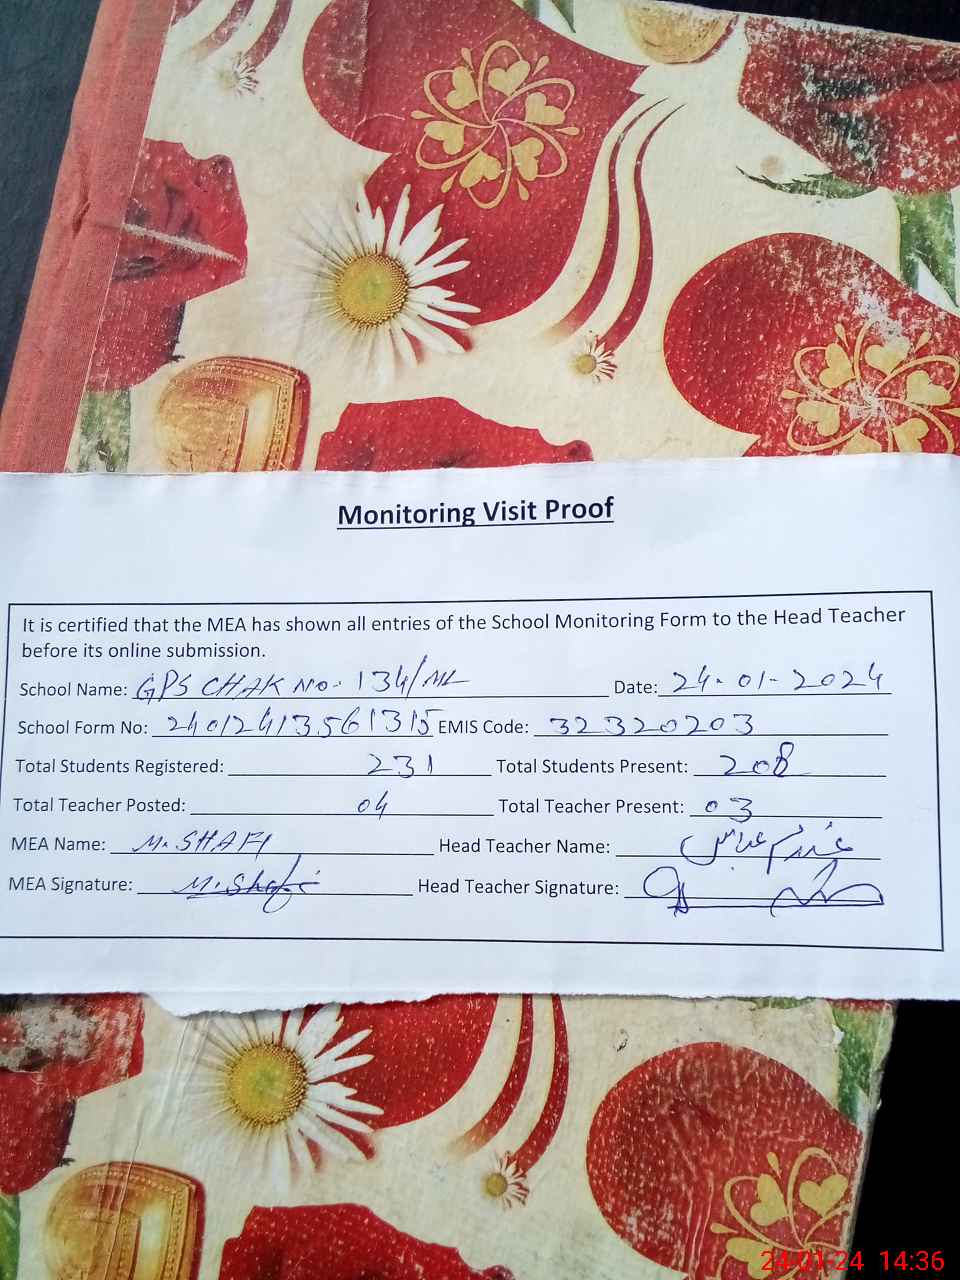 Monitoring Visit Proof
It is certified that the MEA has shown all entries of the School Monitoring Form to the Head Teacher
before its online submission.
School Name: GPS CHAK NO. 134/ML Date: 24-01-2024
School Form No: 24012413561315 EMIS Code: 32320203
Total Students Registered: 231 Total Students Present: 208
Total Teacher Posted: 04 Total Teacher Present: 03
MEA Name: M. SHAFI Head Teacher Name: عباس
MEA Signature: M. Shafi Head Teacher Signature:
24-01-24 14:36